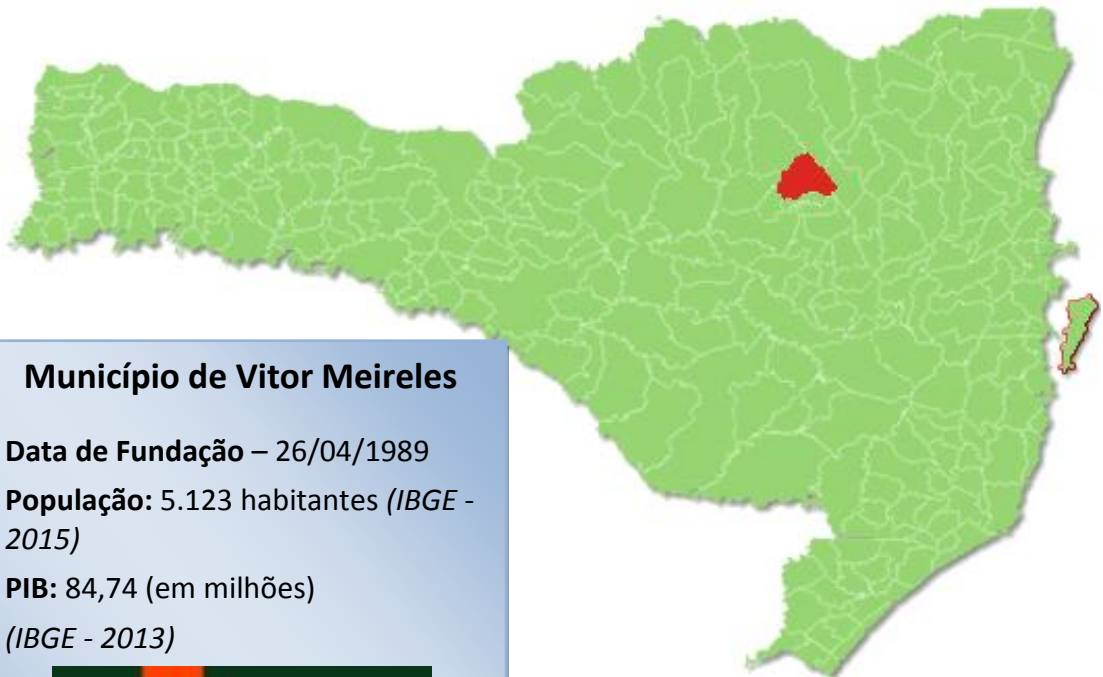 Município de Vitor Meireles
Data de Fundação – 26/04/1989
População: 5.123 habitantes (IBGE -
2015)
PIB: 84,74 (em milhões)
(IBGE - 2013)